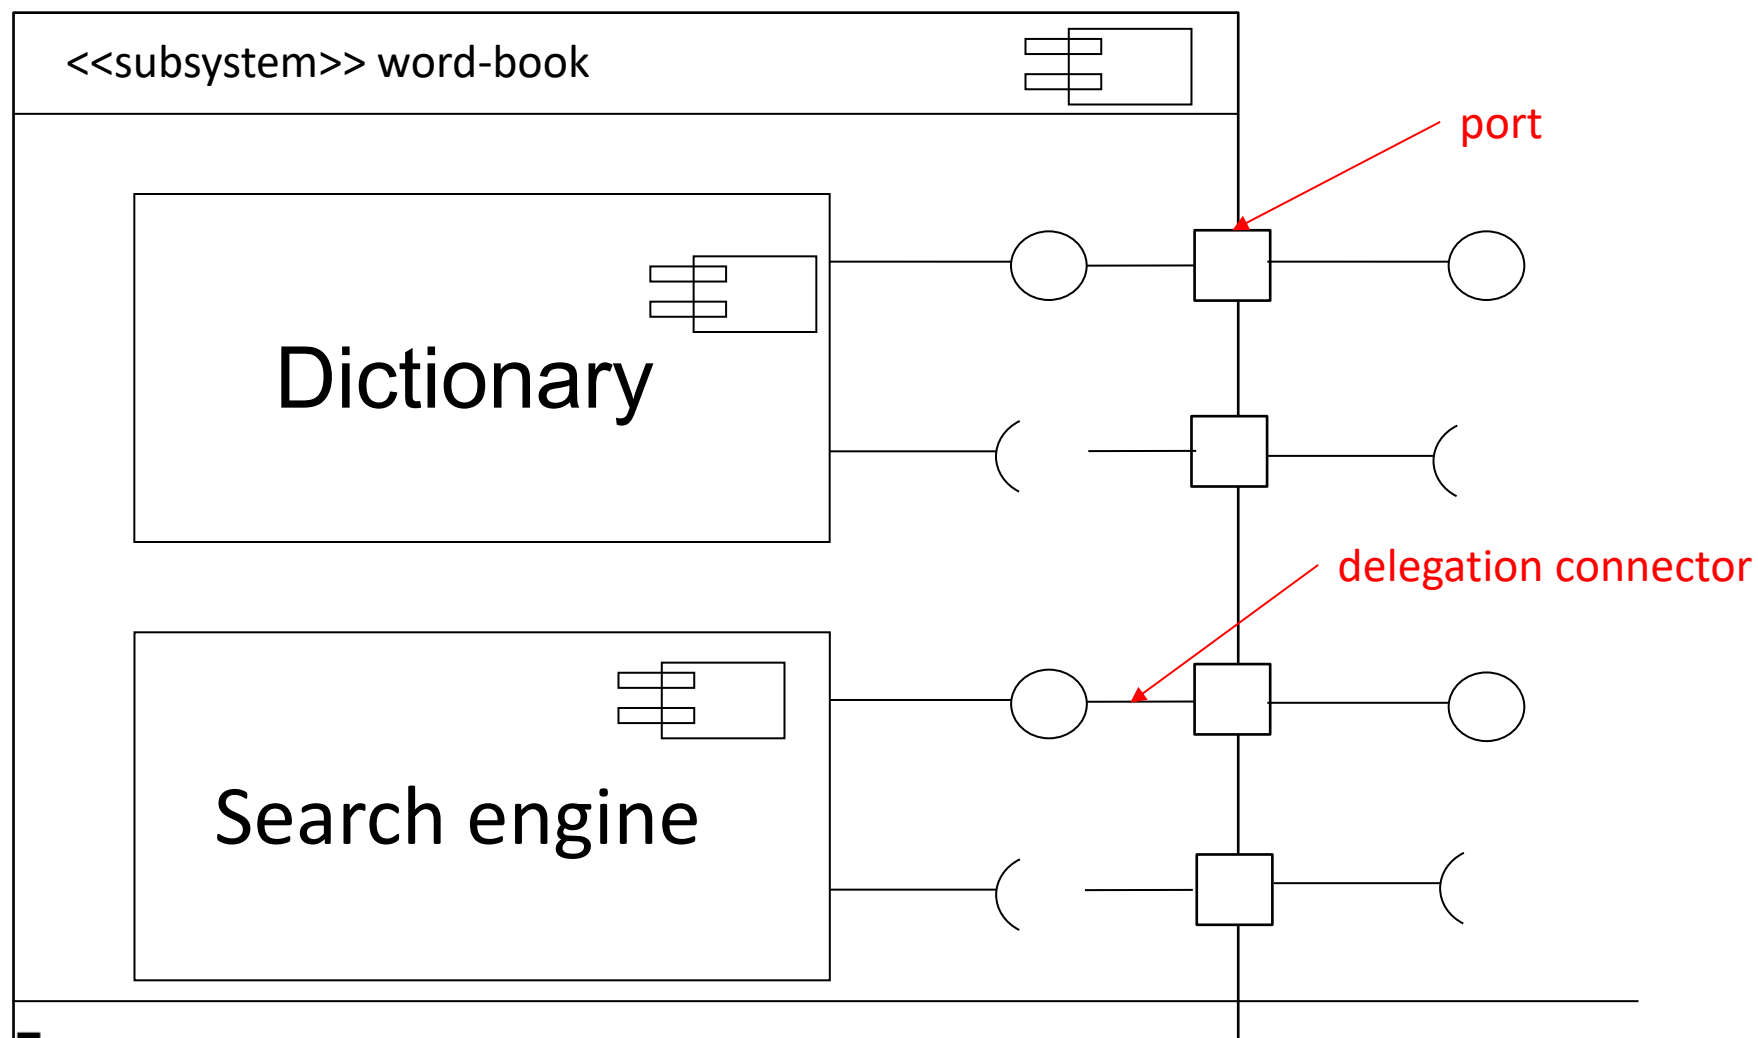 <<subsystem>> word-book
port
Dictionary
delegation connector
Search engine